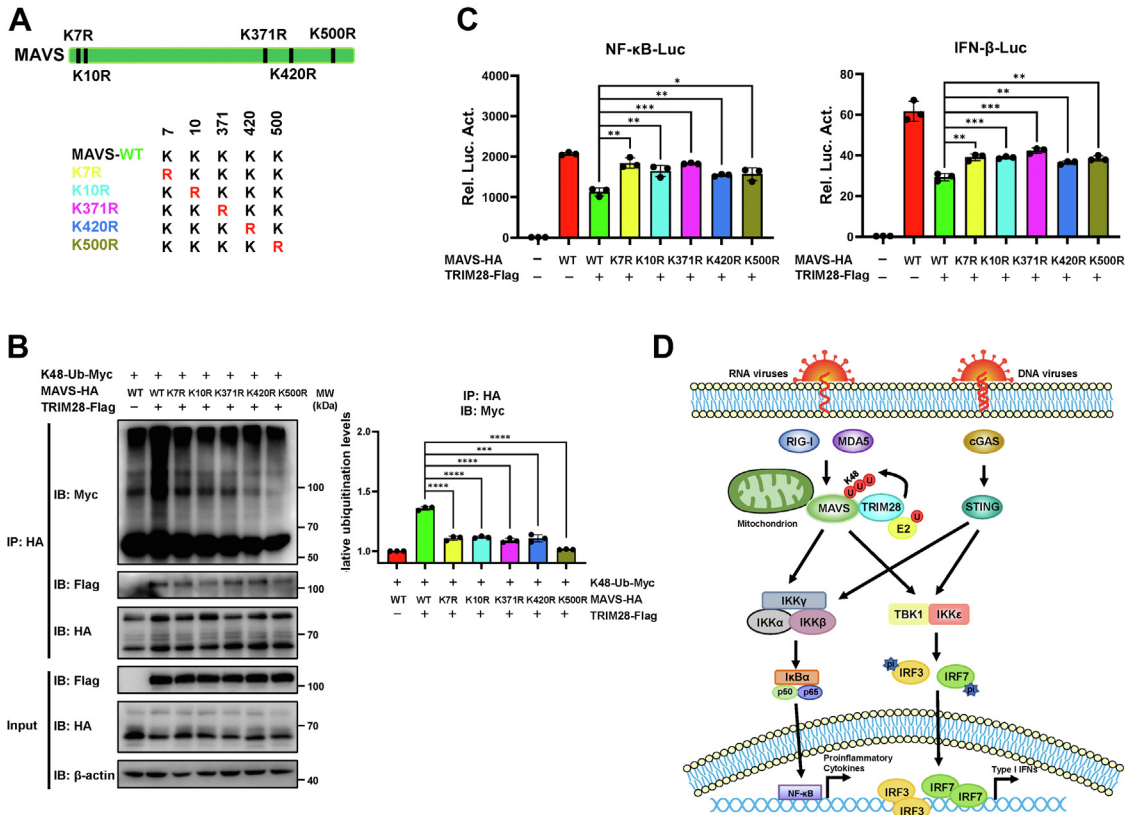 A
K7R K371R K500R
MAVS
K10R K420R
7 10 371 420 500
MAVS-WT K K K K K
K7R R K K K K
K10R K R K K K
K371R K K R K K
K420R K K K R K
K500R K K K K R
C
NF-κB-Luc
Rel. Luc. Act.
4000
3000
2000
1000
0
*
**
***
**
**
MAVS-HA – WT WT K7R K10R K371R K420R K500R
TRIM28-Flag – – + + + + + +
IFN-β-Luc
Rel. Luc. Act.
80
60
40
20
0
**
**
***
***
**
– WT WT K7R K10R K371R K420R K500R
– – + + + + + +
B
K48-Ub-Myc + + + + + + +
MAVS-HA WT WT K7R K10R K371R K420R K500R
TRIM28-Flag – + + + + + +
MW
(kDa)
IP: HA
IB: Myc
100
70
50
IB: Flag
100
IB: HA
70
Input
IB: Flag
100
IB: HA
70
IB: β-actin
40
IP: HA
IB: Myc
lative ubiquitination levels
2.0
1.5
1.0
****
***
****
****
****
+ + + + + + + K48-Ub-Myc
WT WT K7R K10R K371R K420R K500R MAVS-HA
– + + + + + + TRIM28-Flag
D
RNA viruses
DNA viruses
RIG-I MDA5 cGAS
K48
U U U
MAVS TRIM28 STING
Mitochondrion
E2 U
IKKγ
IKKα IKKβ
TBK1 IKKε
IκBα
p50 p65
pi IRF3 IRF7 pi
Proinflammatory
Cytokines
Type I IFNs
NF-κB
IRF3 IRF7
IRF3 IRF7